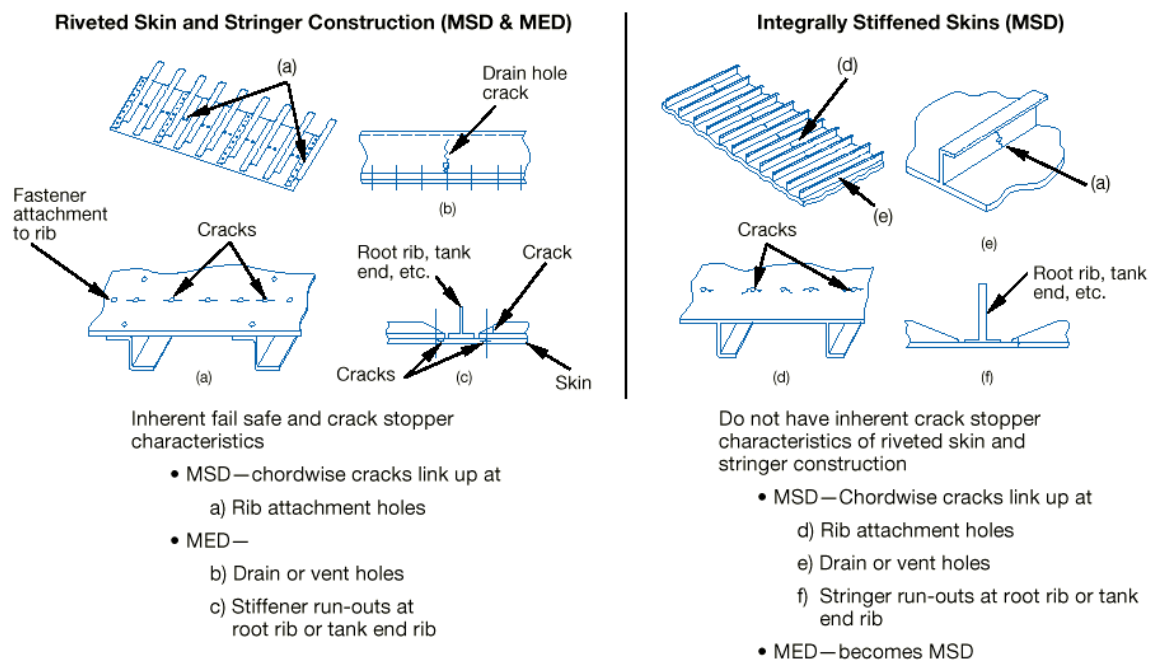 Riveted Skin and Stringer Construction (MSD & MED)
(a)
Drain hole
crack
(b)
Fastener
attachment
to rib
Cracks
(a)
Root rib, tank
end, etc.
Crack
Cracks
(c)
Skin
Inherent fail safe and crack stopper
characteristics
• MSD—chordwise cracks link up at
a) Rib attachment holes
• MED—
b) Drain or vent holes
c) Stiffener run-outs at
root rib or tank end rib
Integrally Stiffened Skins (MSD)
(d)
(e)
(a)
(e)
Cracks
(d)
Root rib, tank
end, etc.
(f)
Do not have inherent crack stopper
characteristics of riveted skin and
stringer construction
• MSD—Chordwise cracks link up at
d) Rib attachment holes
e) Drain or vent holes
f) Stringer run-outs at root rib or tank
end rib
• MED—becomes MSD